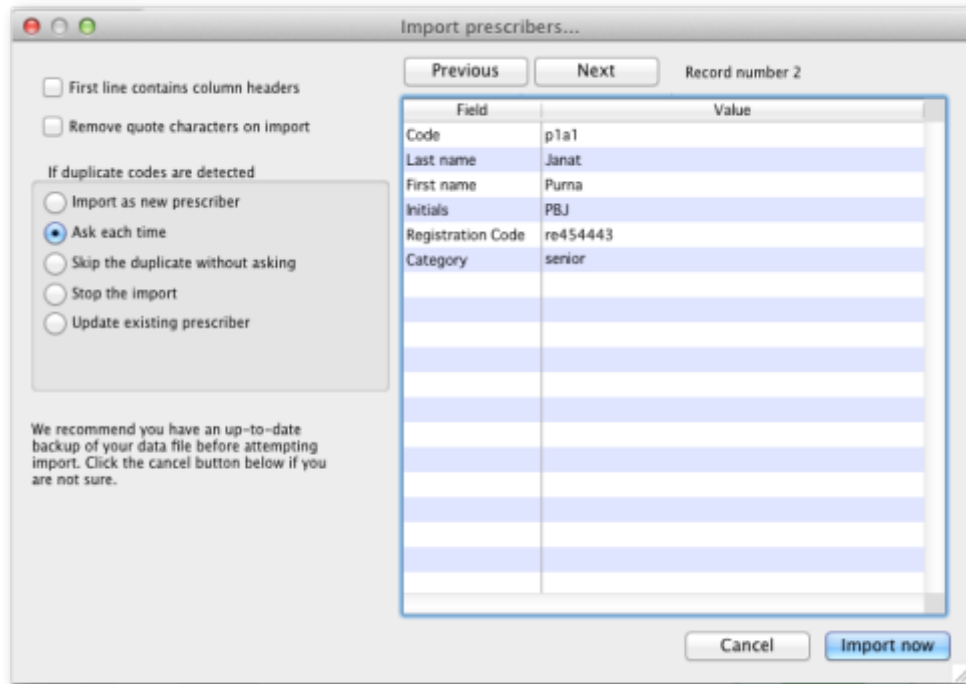 Import prescribers...
First line contains column headers
Remove quote characters on import
If duplicate codes are detected
Import as new prescriber
Ask each time
Skip the duplicate without asking
Stop the import
Update existing prescriber
We recommend you have an up-to-date
backup of your data file before attempting
import. Click the cancel button below if you
are not sure.
Previous Next Record number 2
Field Value
Code p1a1
Last name Janat
First name Purna
Initials PBJ
Registration Code re454443
Category senior
Cancel Import now